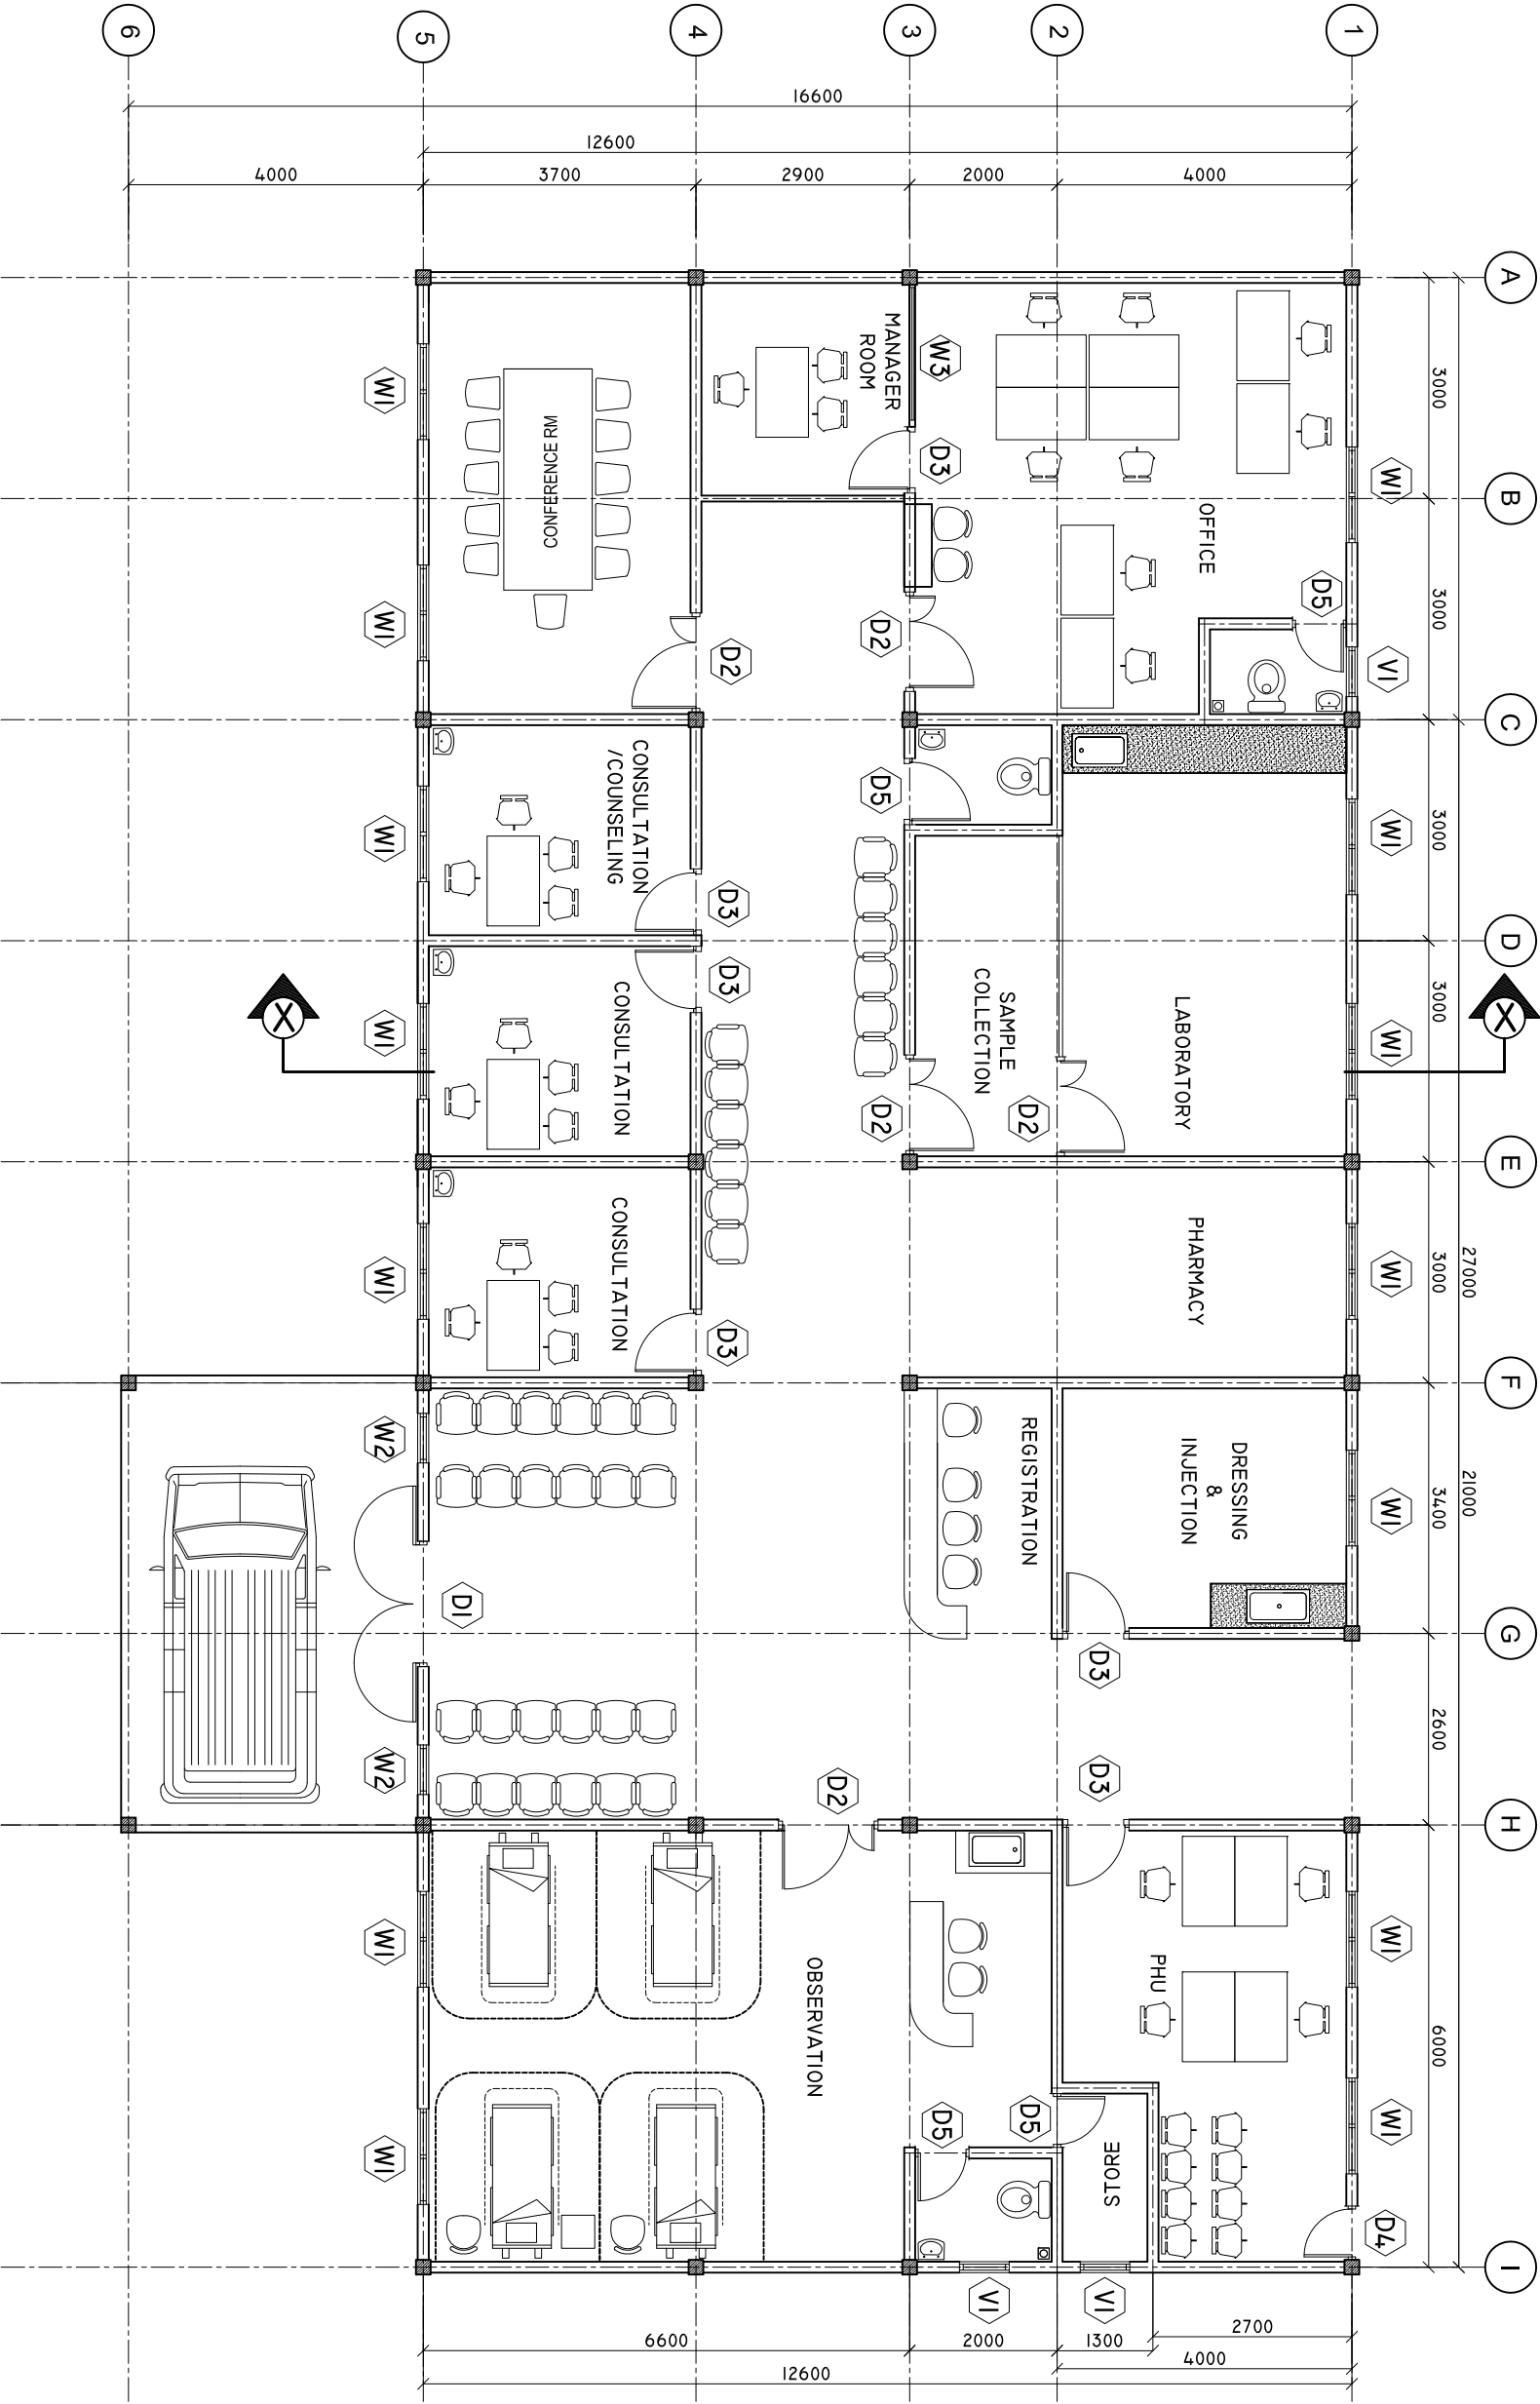 A
B
C
D
E
F
G
H
I
27000
21000
3000
3000
3000
3000
3000
3400
2600
6000
1
2
3
4
5
6
4000
2000
2900
3700
4000
12600
16600
W1
W1
W1
W1
W1
W1
W1
V1
D5
D4
X
OFFICE
LABORATORY
PHARMACY
DRESSING
&
INJECTION
PHU
STORE
D3
D3
D2
D5
V1
W3
D3
D2
D5
SAMPLE
COLLECTION
D2
REGISTRATION
D5
V1
MANAGER
ROOM
D2
D3
D3
D3
D2
OBSERVATION
CONFERENCE RM
CONSULTATION
/COUNSELING
CONSULTATION
CONSULTATION
D1
W1
W1
W1
W1
W1
W2
W2
W1
W1
X
2700
4000
1300
2000
6600
12600